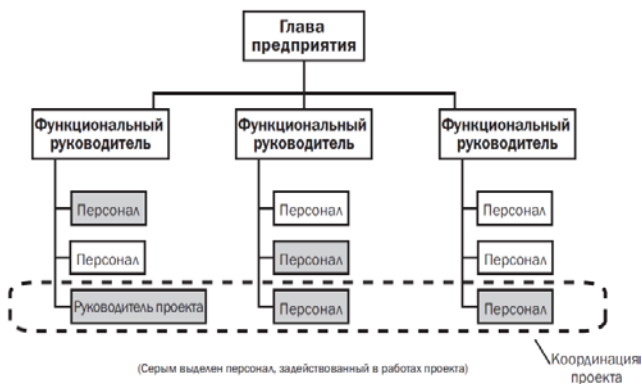 Глава
предприятия
Функциональный
руководитель
Функциональный
руководитель
Функциональный
руководитель
Персонал
Персонал
Персонал
Персонал
Персонал
Персонал
Руководитель проекта
Персонал
Персонал
(Серым выделен персонал, задействованный в работах проекта)
Координация
проекта